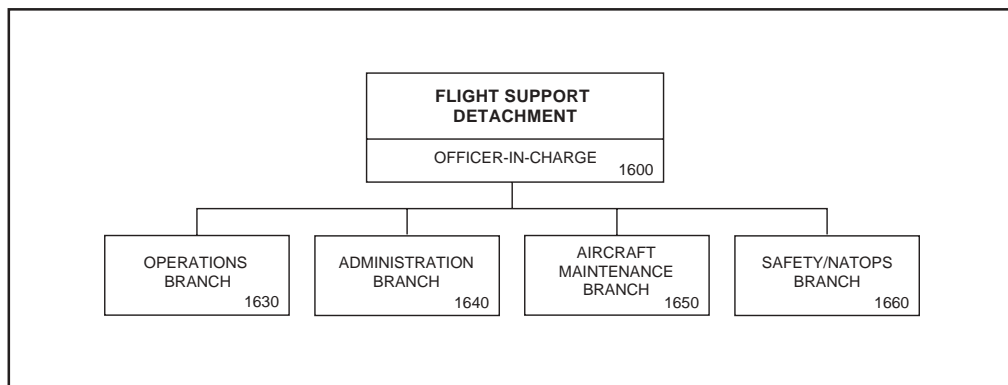 FLIGHT SUPPORT
DETACHMENT
OFFICER-IN-CHARGE
1600
OPERATIONS
BRANCH
1630
ADMINISTRATION
BRANCH
1640
AIRCRAFT
MAINTENANCE
BRANCH
1650
SAFETY/NATOPS
BRANCH
1660